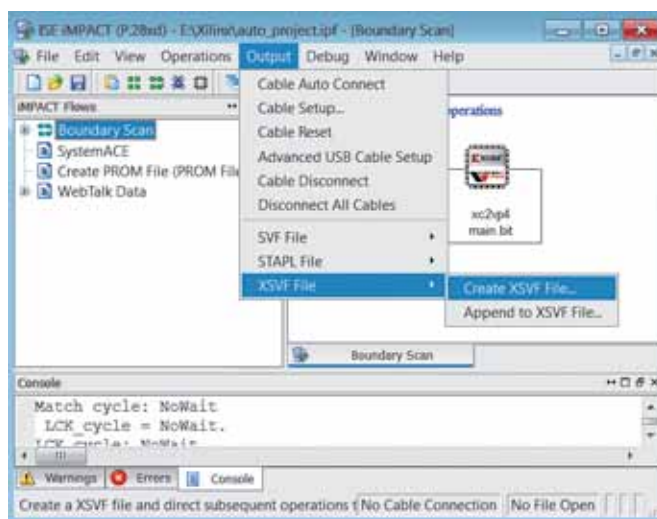 ISE iMPACT (P.28xd) - E:\Xilinx\auto_project.ipf - [Boundary Scan]
File Edit View Operations Output Debug Window Help
iMPACT Flows
Boundary Scan
SystemACE
Create PROM File (PROM File
WebTalk Data
Cable Auto Connect
Cable Setup...
Cable Reset
Advanced USB Cable Setup
Cable Disconnect
Disconnect All Cables
SVF File
STAPL File
XSVF File
Create XSVF File...
Append to XSVF File...
operations
xc2vp4
main.bit
Boundary Scan
Console
Match cycle: NoWait
LCK_cycle = NoWait.
LCK cycle: NoWait
Warnings Errors Console
Create a XSVF file and direct subsequent operations t No Cable Connection No File Open